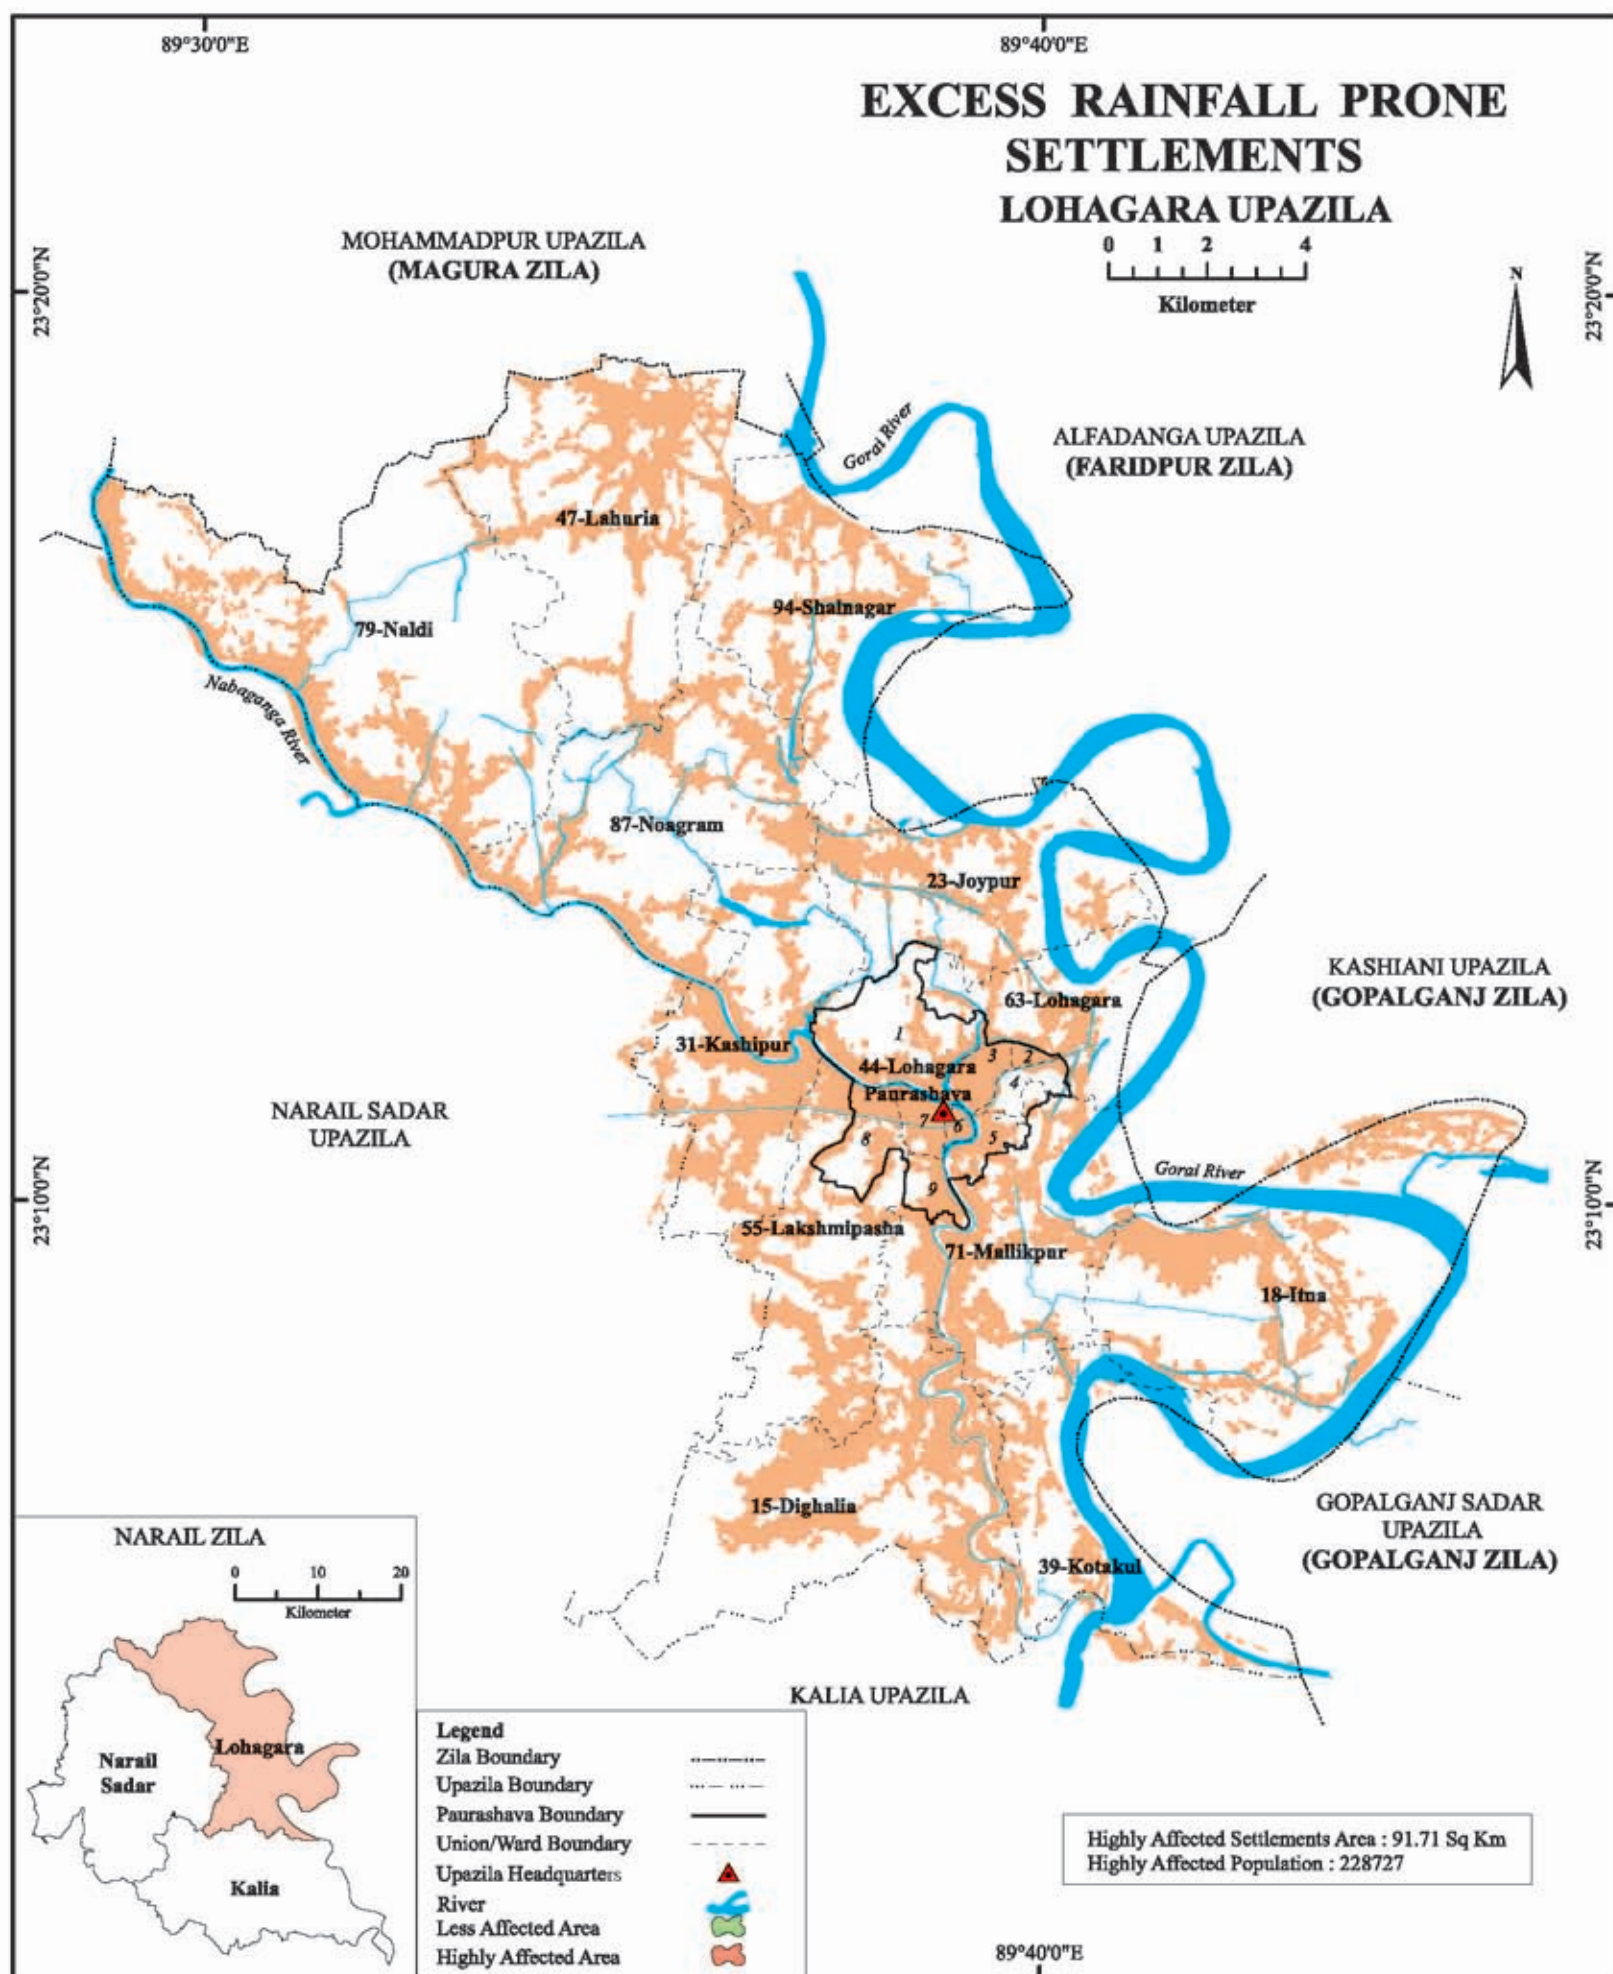 89°30'0"E
89°40'0"E
EXCESS RAINFALL PRONE
SETTLEMENTS
LOHAGARA UPAZILA
0 1 2 4
Kilometer
N
MOHAMMADPUR UPAZILA
(MAGURA ZILA)
23°20'0"N
23°20'0"N
Gorai River
ALFADANGA UPAZILA
(FARIDPUR ZILA)
47-Lahuria
94-Shalnagar
79-Naldi
Nabaganga River
87-Noagram
23-Joypur
KASHIANI UPAZILA
(GOPALGANJ ZILA)
63-Lohagara
1
31-Kashipur
3
2
44-Lohagara
4
Paurashava
NARAIL SADAR
UPAZILA
7
6
8
5
Gorai River
23°10'0"N
23°10'0"N
9
55-Lakshmipasha
71-Mallikpur
18-Itna
15-Dighalia
GOPALGANJ SADAR
UPAZILA
(GOPALGANJ ZILA)
39-Kotakul
KALIA UPAZILA
NARAIL ZILA
0 10 20
Kilometer
Narail
Sadar
Lohagara
Kalia
Legend
Zila Boundary
Upazila Boundary
Paurashava Boundary
Union/Ward Boundary
Upazila Headquarters
River
Less Affected Area
Highly Affected Area
Highly Affected Settlements Area : 91.71 Sq Km
Highly Affected Population : 228727
89°40'0"E